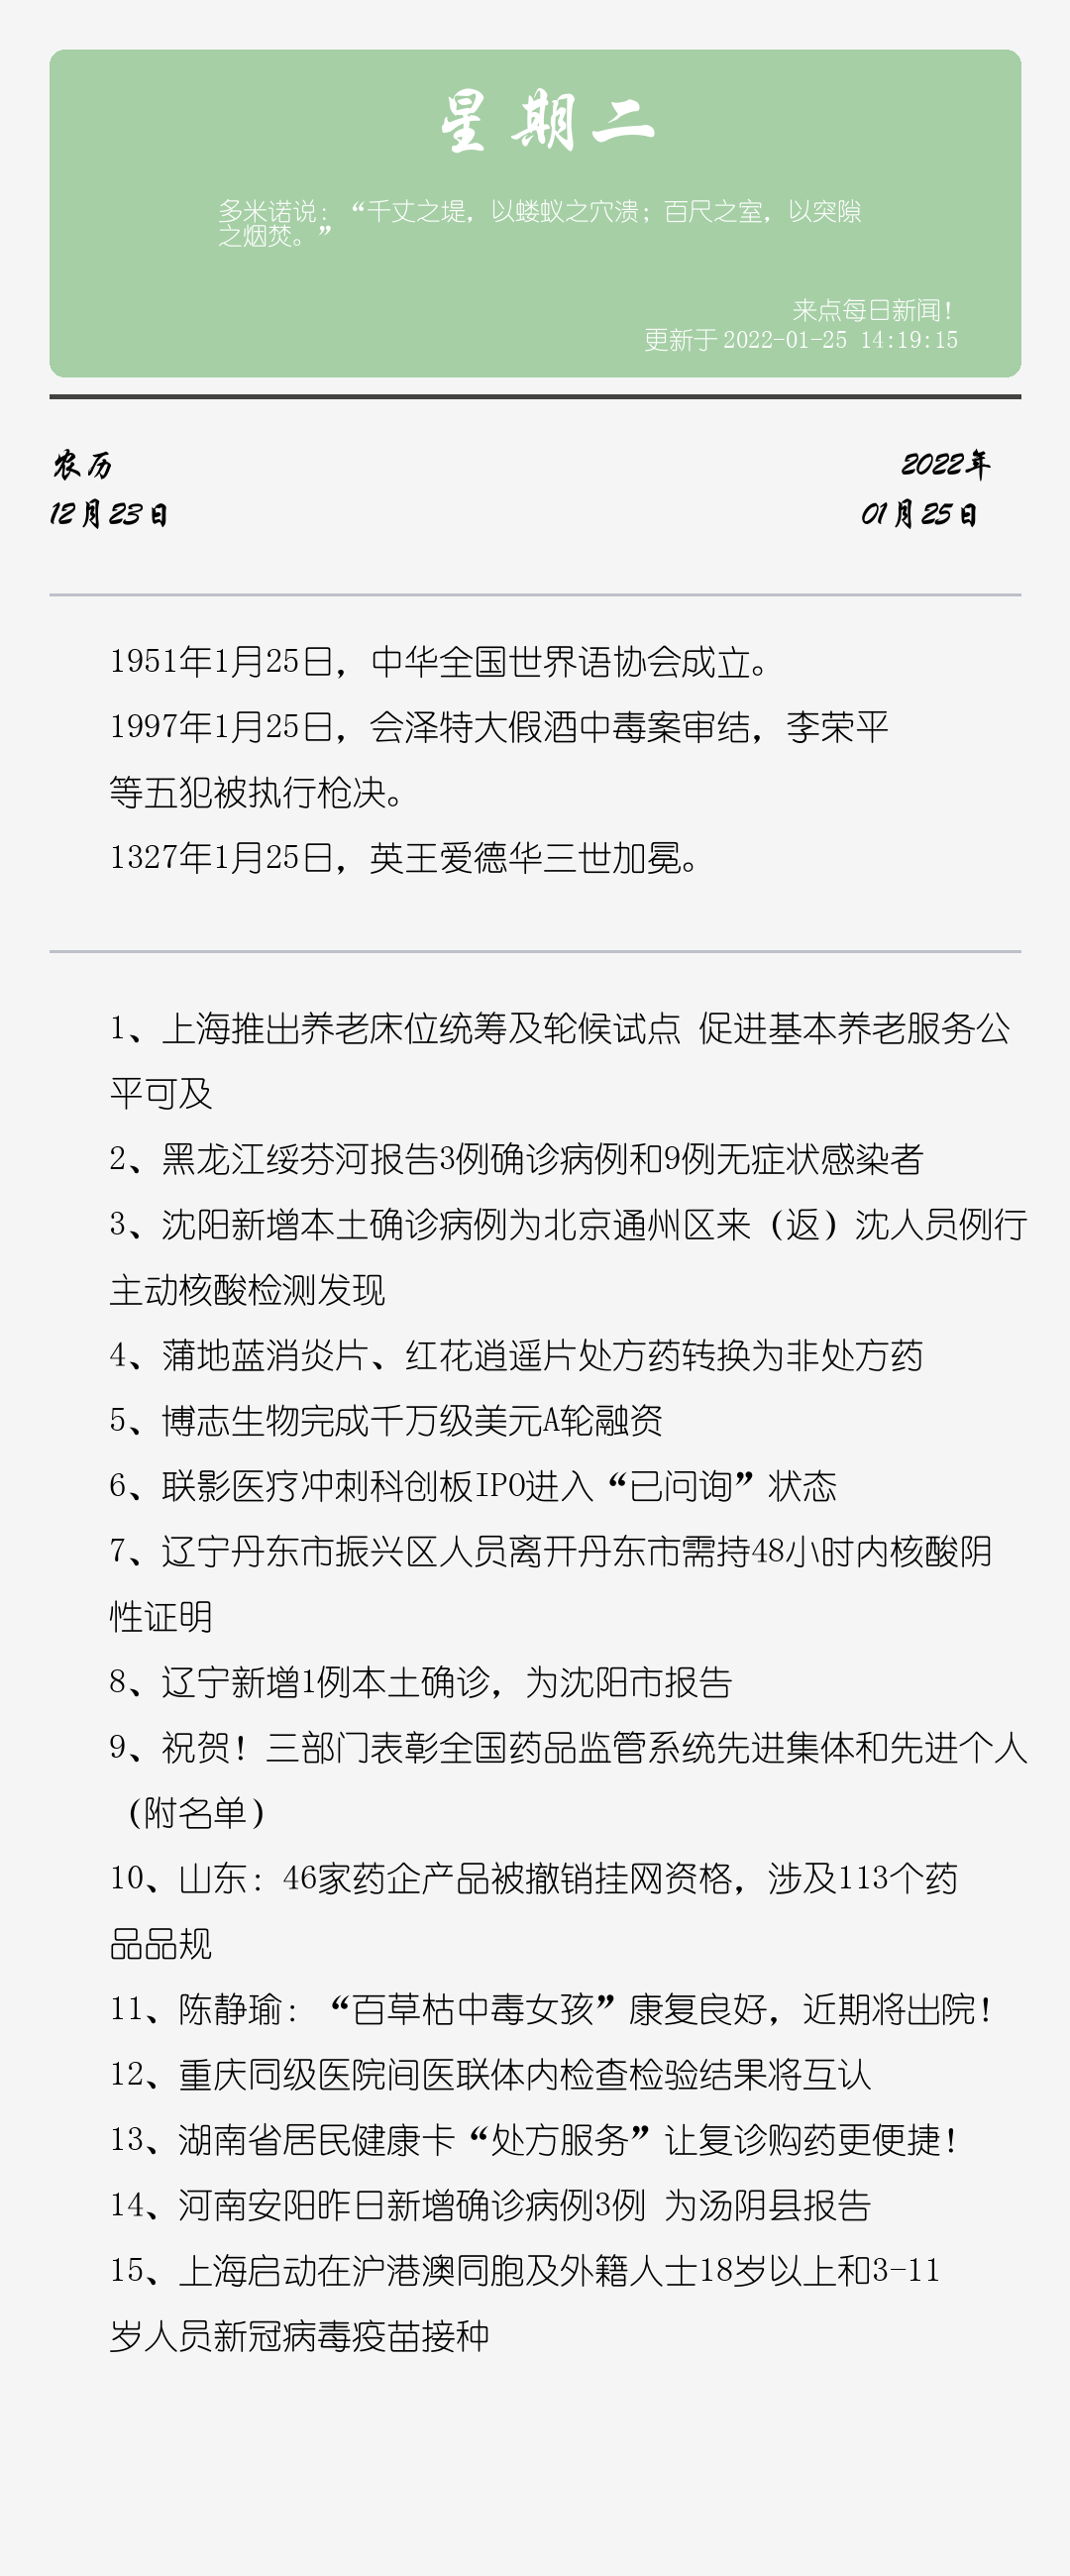 星期二
多米诺说：“千丈之堤，以蝼蚁之穴溃；百尺之室，以突隙
之烟焚。”
来点每日新闻！
更新于 2022-01-25 14:19:15
农历
2022年
12月23日
01月25日
1951年1月25日，中华全国世界语协会成立。
1997年1月25日，会泽特大假酒中毒案审结，李荣平
等五犯被执行枪决。
1327年1月25日，英王爱德华三世加冕。
1、上海推出养老床位统筹及轮候试点 促进基本养老服务公
平可及
2、黑龙江绥芬河报告3例确诊病例和9例无症状感染者
3、沈阳新增本土确诊病例为北京通州区来（返）沈人员例行
主动核酸检测发现
4、蒲地蓝消炎片、红花逍遥片处方药转换为非处方药
5、博志生物完成千万级美元A轮融资
6、联影医疗冲刺科创板IPO进入“已问询”状态
7、辽宁丹东市振兴区人员离开丹东市需持48小时内核酸阴
性证明
8、辽宁新增1例本土确诊，为沈阳市报告
9、祝贺！三部门表彰全国药品监管系统先进集体和先进个人
（附名单）
10、山东：46家药企产品被撤销挂网资格，涉及113个药
品品规
11、陈静瑜：“百草枯中毒女孩”康复良好，近期将出院！
12、重庆同级医院间医联体内检查检验结果将互认
13、湖南省居民健康卡“处方服务”让复诊购药更便捷！
14、河南安阳昨日新增确诊病例3例 为汤阴县报告
15、上海启动在沪港澳同胞及外籍人士18岁以上和3-11
岁人员新冠病毒疫苗接种